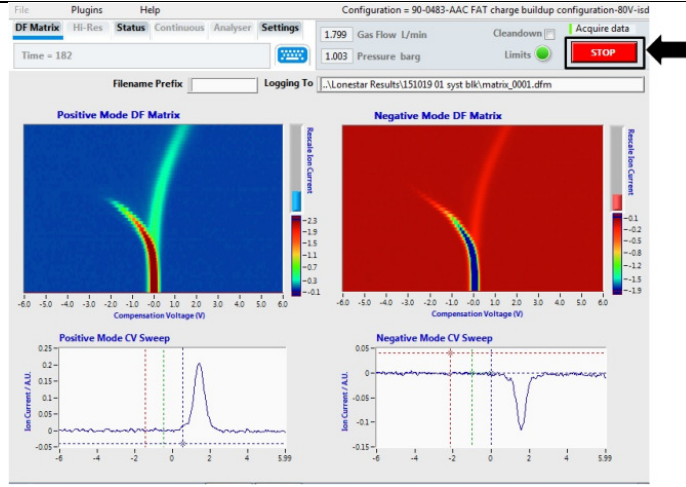 File Plugins Help Configuration = 90-0483-AAC FAT charge buildup configuration-80V-isd
DF Matrix Hi-Res Status Continuous Analyser Settings
1.799 Gas Flow L/min Cleandown Acquire data
Time = 182
1.003 Pressure barg Limits STOP
Filename Prefix Logging To ..\Lonestar Results\151019 01 syst blk\matrix_0001.dfm
Positive Mode DF Matrix
Rescale Ion Current
-2.3
-1.9
-1.5
-1.1
-0.7
-0.3
--0.1
-6.0 -5.0 -4.0 -3.0 -2.0 -1.0 -0.0 1.0 2.0 3.0 4.0 5.0 6.0
Compensation Voltage (V)
Negative Mode DF Matrix
Rescale Ion Current
-0.1
--0.2
--0.5
--0.8
--1.2
--1.5
--1.9
-6.0 -5.0 -4.0 -3.0 -2.0 -1.0 -0.0 1.0 2.0 3.0 4.0 5.0 6.0
Compensation Voltage (V)
Positive Mode CV Sweep
Ion Current / A.U.
0.25
0.2
0.15
0.1
0.05
0
-0.05
-6 -4 -2 0 2 4 5.99
Negative Mode CV Sweep
Ion Current / A.U.
0.05
0
-0.05
-0.1
-0.15
-6 -4 -2 0 2 4 5.99